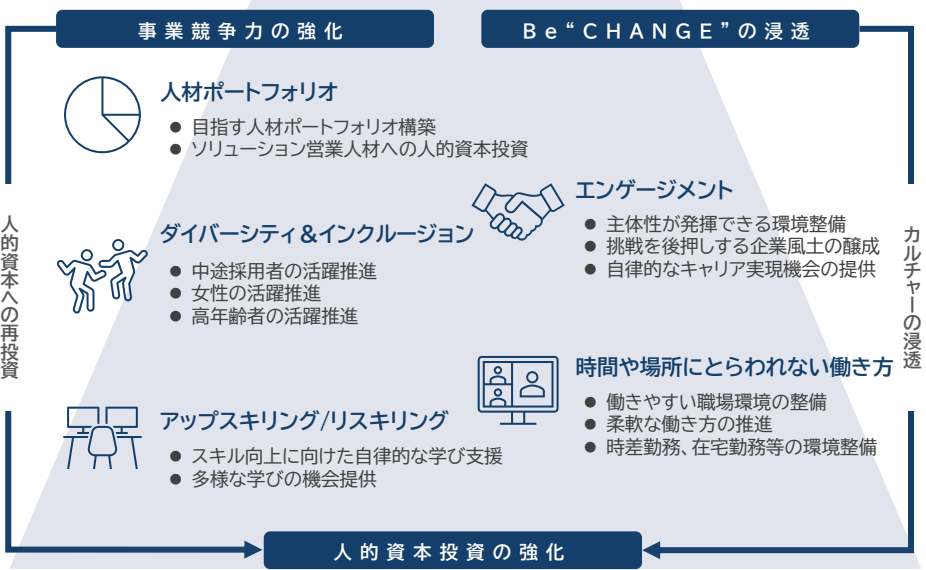 事業競争力の強化
Be“CHANGE”の浸透
人材ポートフォリオ
● 目指す人材ポートフォリオ構築
● ソリューション営業人材への人的資本投資
ダイバーシティ&インクルージョン
● 中途採用者の活躍推進
● 女性の活躍推進
● 高年齢者の活躍推進
アップスキリング/リスキリング
● スキル向上に向けた自律的な学び支援
● 多様な学びの機会提供
エンゲージメント
● 主体性が発揮できる環境整備
● 挑戦を後押しする企業風土の醸成
● 自律的なキャリア実現機会の提供
時間や場所にとらわれない働き方
● 働きやすい職場環境の整備
● 柔軟な働き方の推進
● 時差勤務、在宅勤務等の環境整備
人的資本への再投資
カルチャーの浸透
人的資本投資の強化